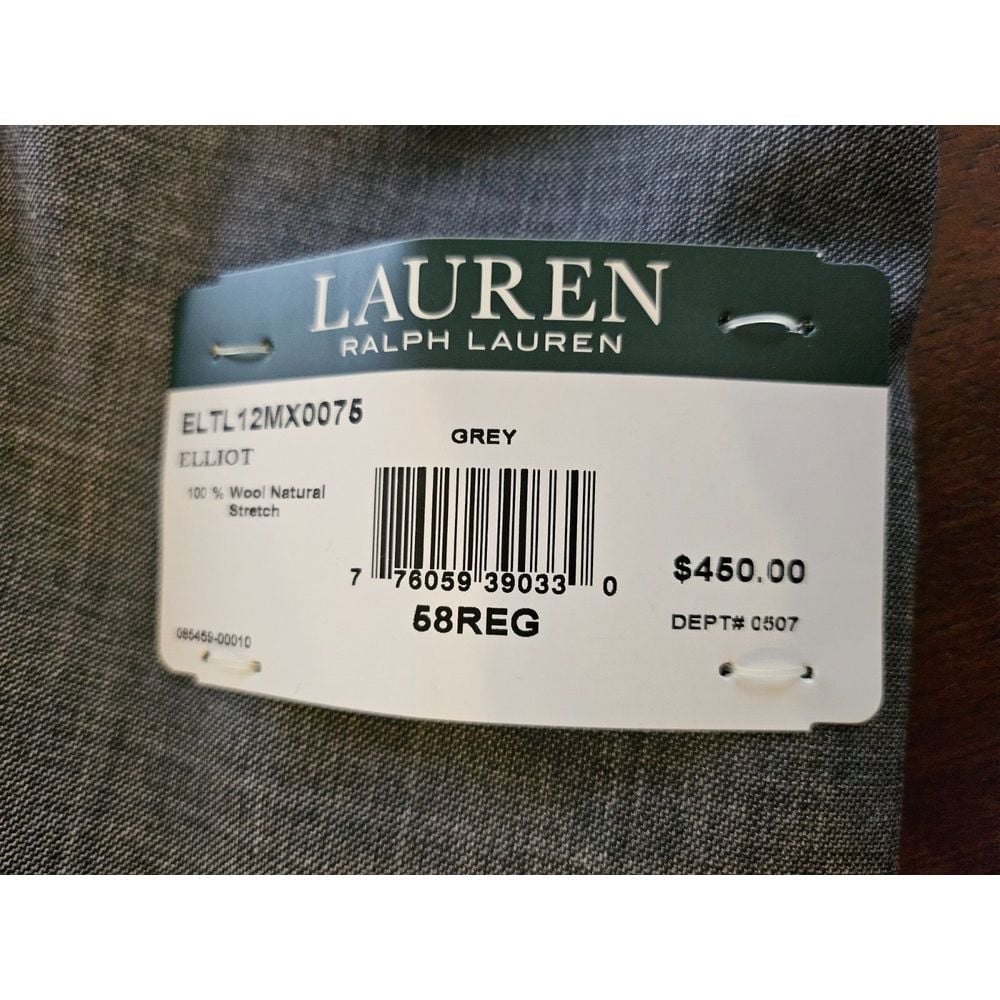 LAUREN
RALPH LAUREN
ELTL12MX0075
GREY
ELLIOT
100 % Wool Natural
Stretch
7 76059 39033 0
$450.00
58REG
DEPT# 0507
085459-00010